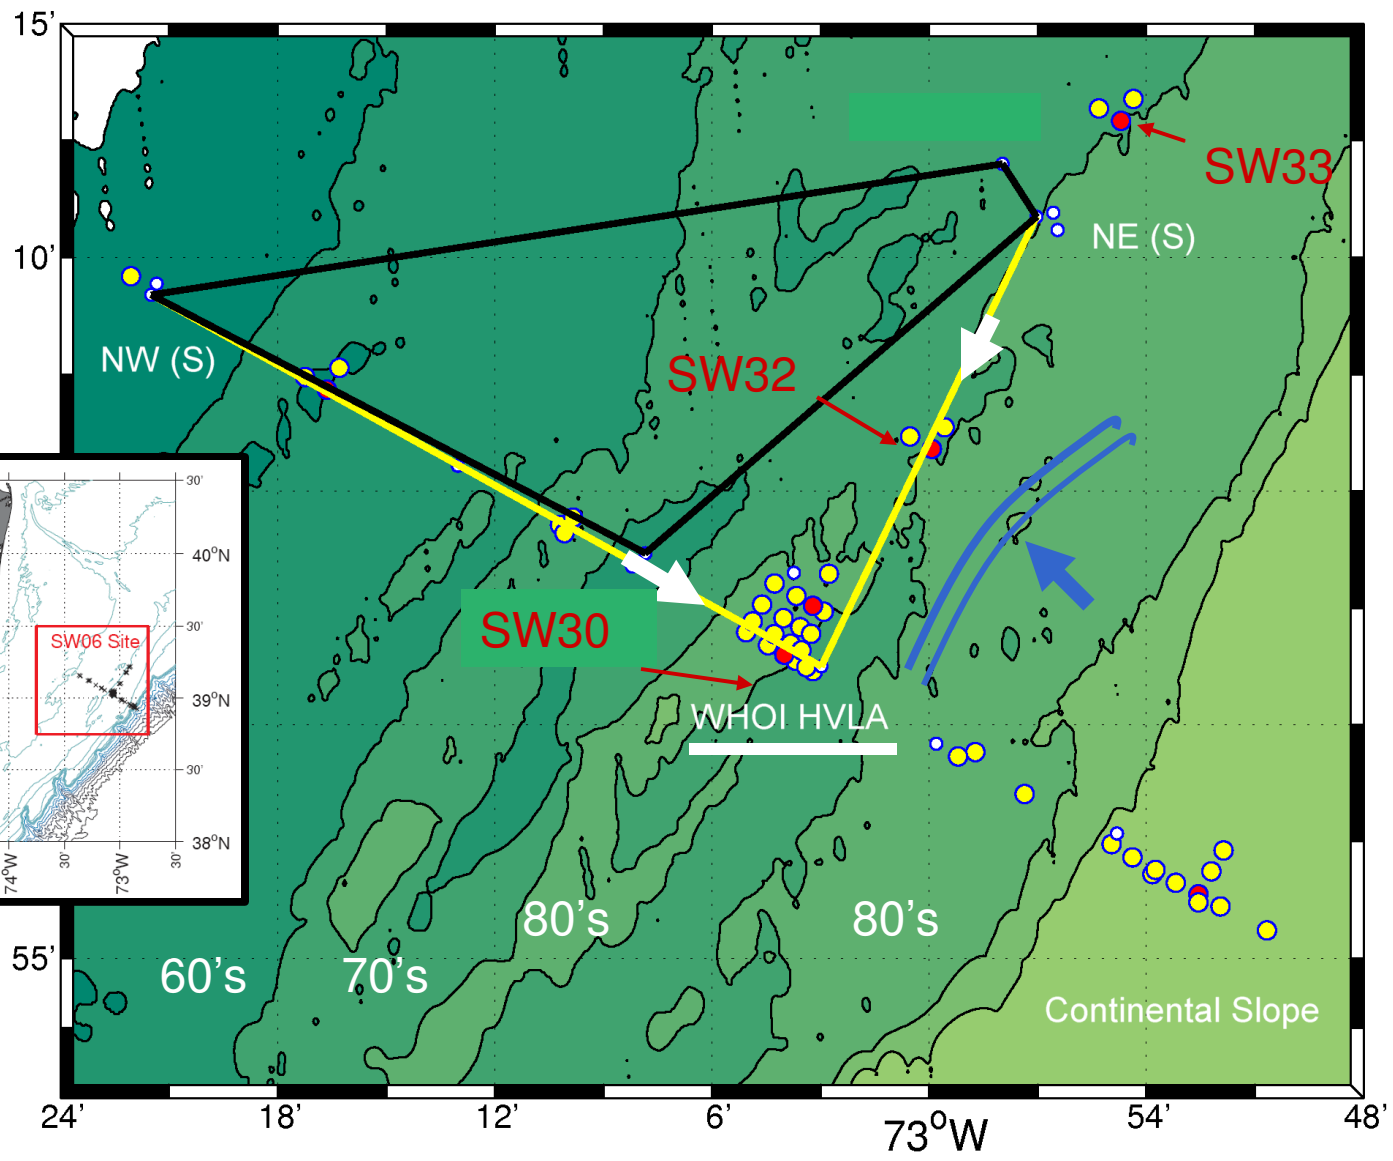 15'
SW33
NE (S)
10'
NW (S)
SW32
30'
40°N
SW06 Site
30'
39°N
30'
38°N
74°W
30'
73°W
30'
SW30
WHOI HVLA
80's
80's
55'
60's
70's
Continental Slope
24'
18'
12'
6'
73°W
54'
48'